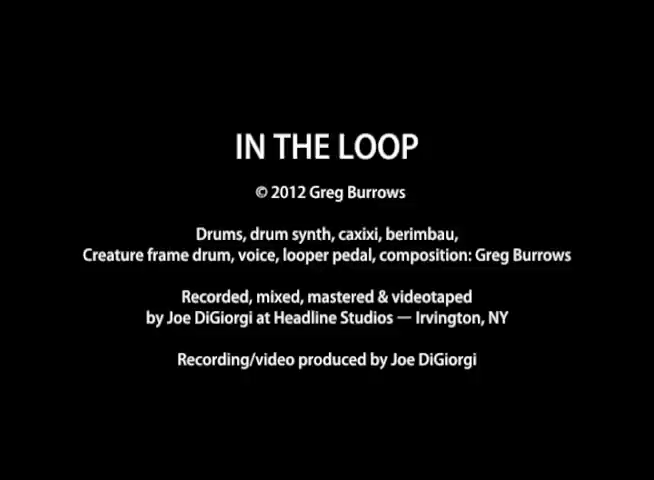 IN THE LOOP
© 2012 Greg Burrows
Drums, drum synth, caxixi, berimbau,
Creature frame drum, voice, looper pedal, composition: Greg Burrows
Recorded, mixed, mastered & videotaped
by Joe DiGiorgi at Headline Studios — Irvington, NY
Recording/video produced by Joe DiGiorgi